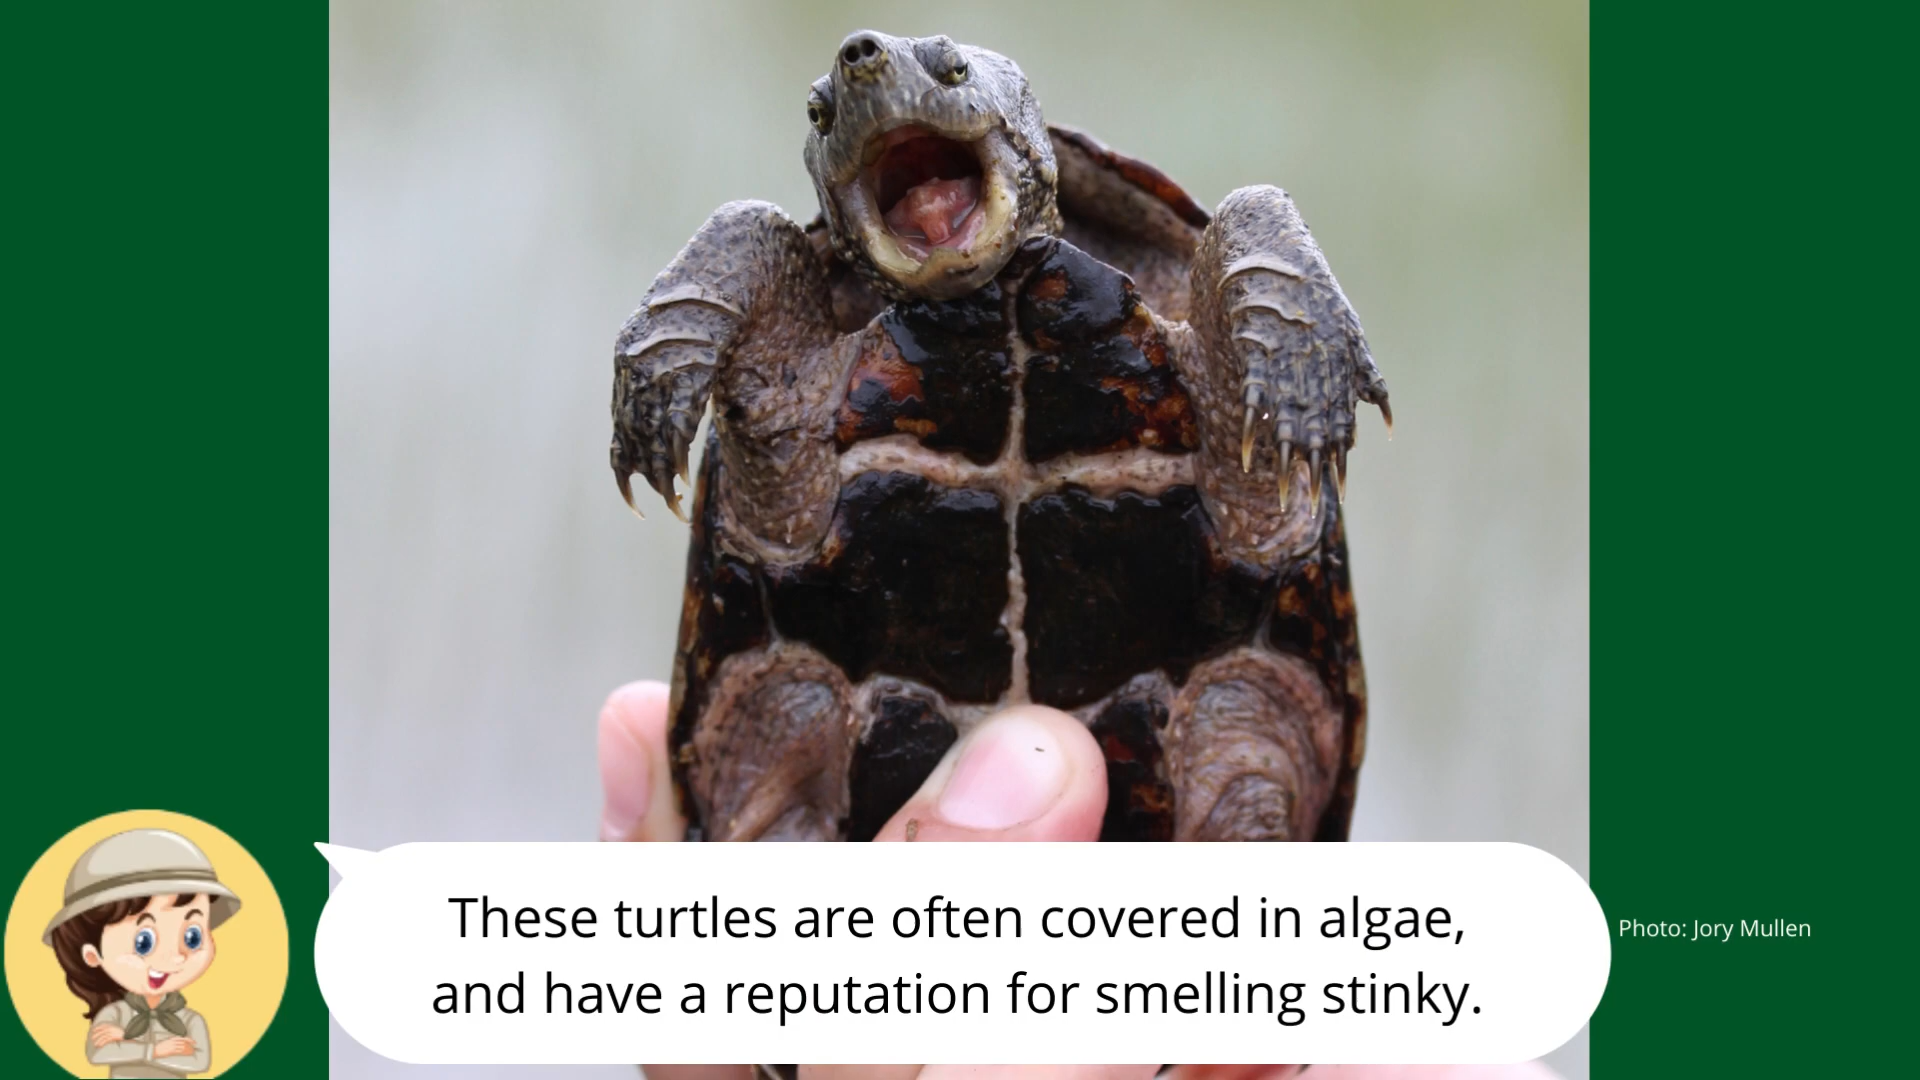 These turtles are often covered in algae,
and have a reputation for smelling stinky.
Photo: Jory Mullen